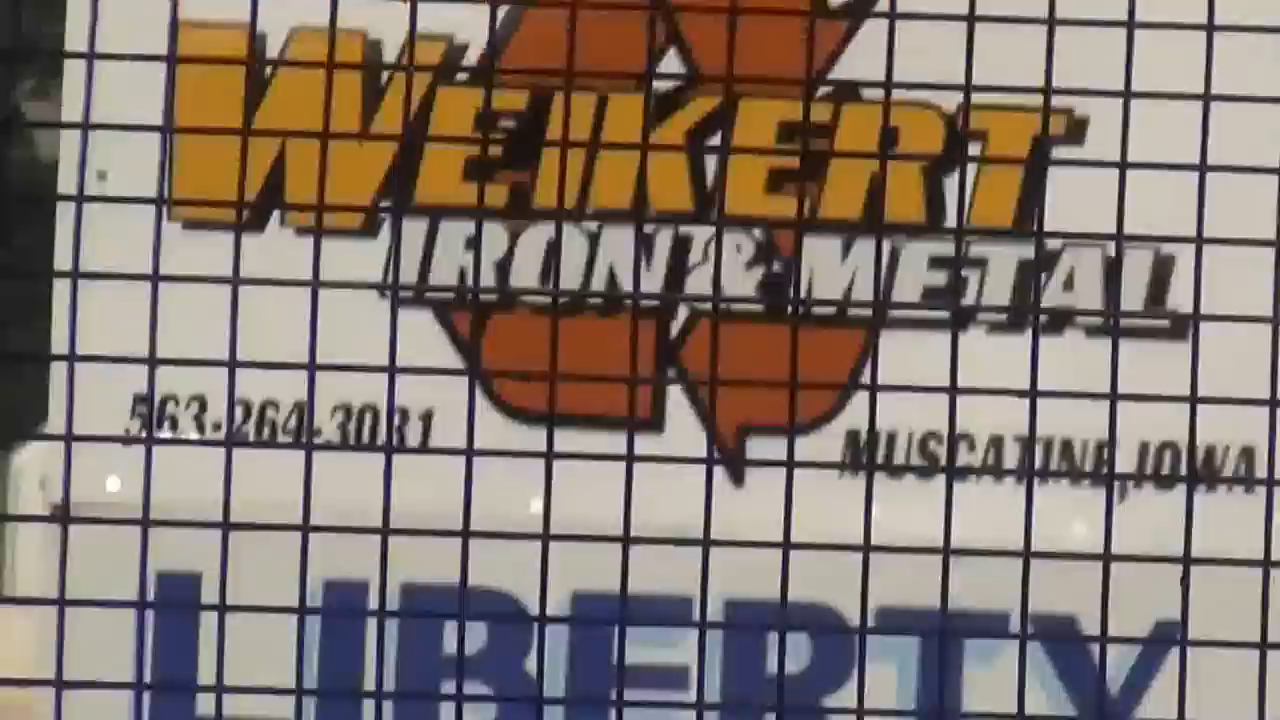 WEIKERT
IRON & METAL
563-264-3031
MUSCATINE, IOWA
LIBERTY